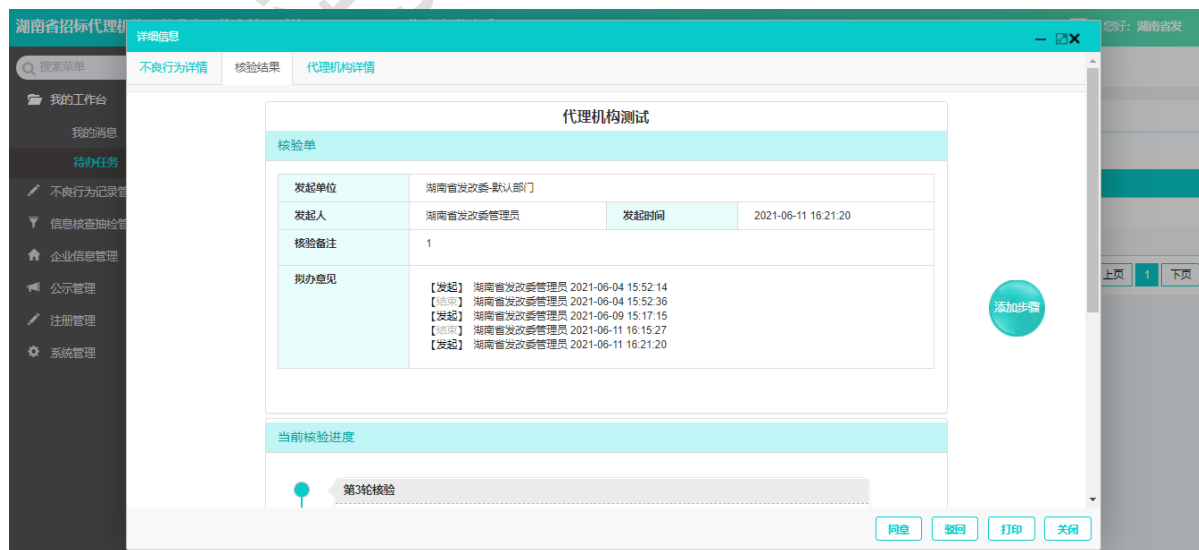 湖南省招标代理机
您好: 湖南省发
详细信息
搜索菜单
我的工作台
我的消息
待办任务
不良行为记录管
信息核查抽检管
企业信息管理
公示管理
注册管理
系统管理
不良行为详情 核验结果 代理机构详情
代理机构测试
核验单
发起单位 湖南省发改委-默认部门
发起人 湖南省发改委管理员 发起时间 2021-06-11 16:21:20
核验备注 1
拟办意见
【发起】 湖南省发改委管理员 2021-06-04 15:52:14
【结束】 湖南省发改委管理员 2021-06-04 15:52:36
【发起】 湖南省发改委管理员 2021-06-09 15:17:15
【结束】 湖南省发改委管理员 2021-06-11 16:15:27
【发起】 湖南省发改委管理员 2021-06-11 16:21:20
添加步骤
上页 1 下页
当前核验进度
第3轮核验
同意 驳回 打印 关闭